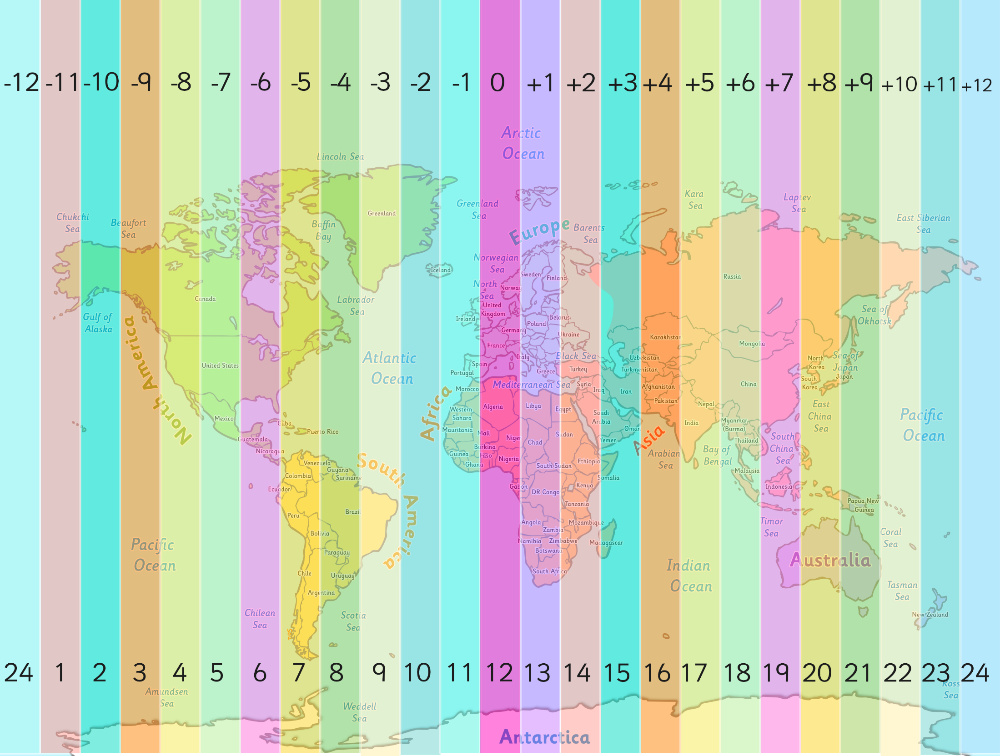 -12 -11 -10 -9 -8 -7 -6 -5 -4 -3 -2 -1 0 +1 +2 +3 +4 +5 +6 +7 +8 +9 +10 +11 +12
Arctic
Ocean
Lincoln Sea
Chukchi
Sea
Beaufort
Sea
Baffin
Bay
Greenland
Greenland
Sea
Europe
Barents
Sea
Kara
Sea
Laptev
Sea
East Siberian
Sea
Norwegian
Sea
Iceland
Sweden
Finland
Norway
North
Sea
Russia
Gulf of
Alaska
Canada
Labrador
Sea
United
Kingdom
Ireland
Belarus
Poland
Germany
Ukraine
France
Italy
Black Sea
Spain
Portugal
Greece
Turkey
Kazakhstan
Uzbekistan
Turkmenistan
Mongolia
Sea of
Okhotsk
North
Korea
Sea of
Japan
South
Korea
Japan
North America
United States
Atlantic
Ocean
Mediterranean Sea
Syria
Iraq
Iran
Afghanistan
Pakistan
China
Morocco
Africa
Algeria
Libya
Egypt
Western
Sahara
Saudi
Arabia
Nepal
India
East
China
Sea
Pacific
Ocean
Mexico
Cuba
Puerto Rico
Guatemala
Nicaragua
Mauritania
Mali
Niger
Chad
Sudan
Oman
Yemen
Asia
Arabian
Sea
Myanmar
(Burma)
Thailand
Bay of
Bengal
South
China
Sea
Guinea
Burkina
Faso
Nigeria
Ghana
South Sudan
Ethiopia
Somalia
Malaysia
Indonesia
South America
Venezuela
Guyana
Suriname
Colombia
Ecuador
Gabon
DR Congo
Kenya
Tanzania
Papua New
Guinea
Brazil
Peru
Bolivia
Angola
Zambia
Mozambique
Timor
Sea
Coral
Sea
Pacific
Ocean
Paraguay
Namibia
Zimbabwe
Madagascar
Botswana
Australia
Chile
Uruguay
Argentina
South Africa
Indian
Ocean
Tasman
Sea
New Zealand
Chilean
Sea
Scotia
Sea
Sou
24 1 2 3 4 5 6 7 8 9 10 11 12 13 14 15 16 17 18 19 20 21 22 23 24
Ross
Sea
Amundsen
Sea
Weddell
Sea
Antarctica